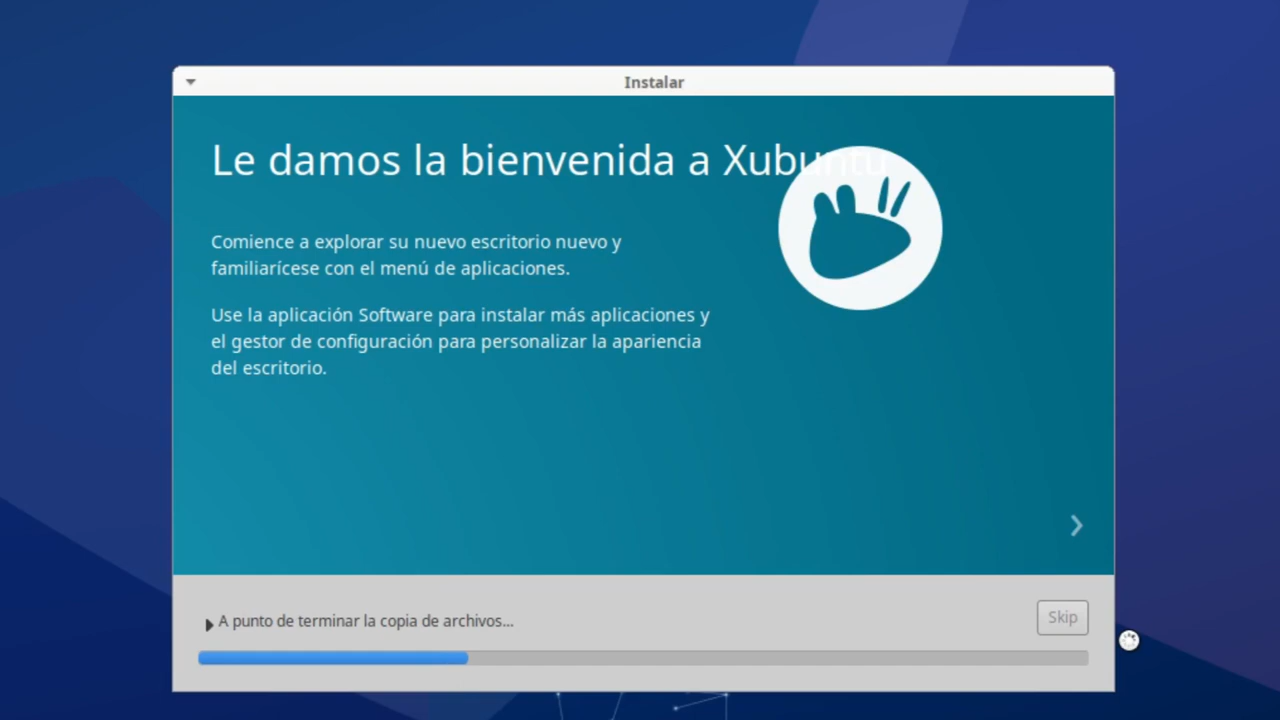 Instalar
Le damos la bienvenida a Xubuntu
Comience a explorar su nuevo escritorio nuevo y
familiarícese con el menú de aplicaciones.
Use la aplicación Software para instalar más aplicaciones y
el gestor de configuración para personalizar la apariencia
del escritorio.
A punto de terminar la copia de archivos...
Skip